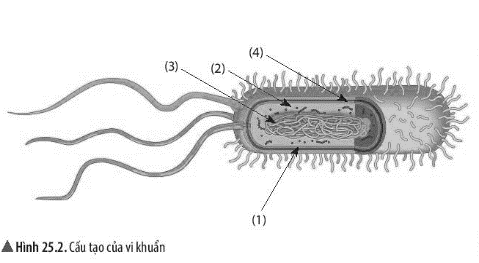 (4)
(3)
(2)
(1)
▲ Hình 25.2. Cấu tạo của vi khuẩn